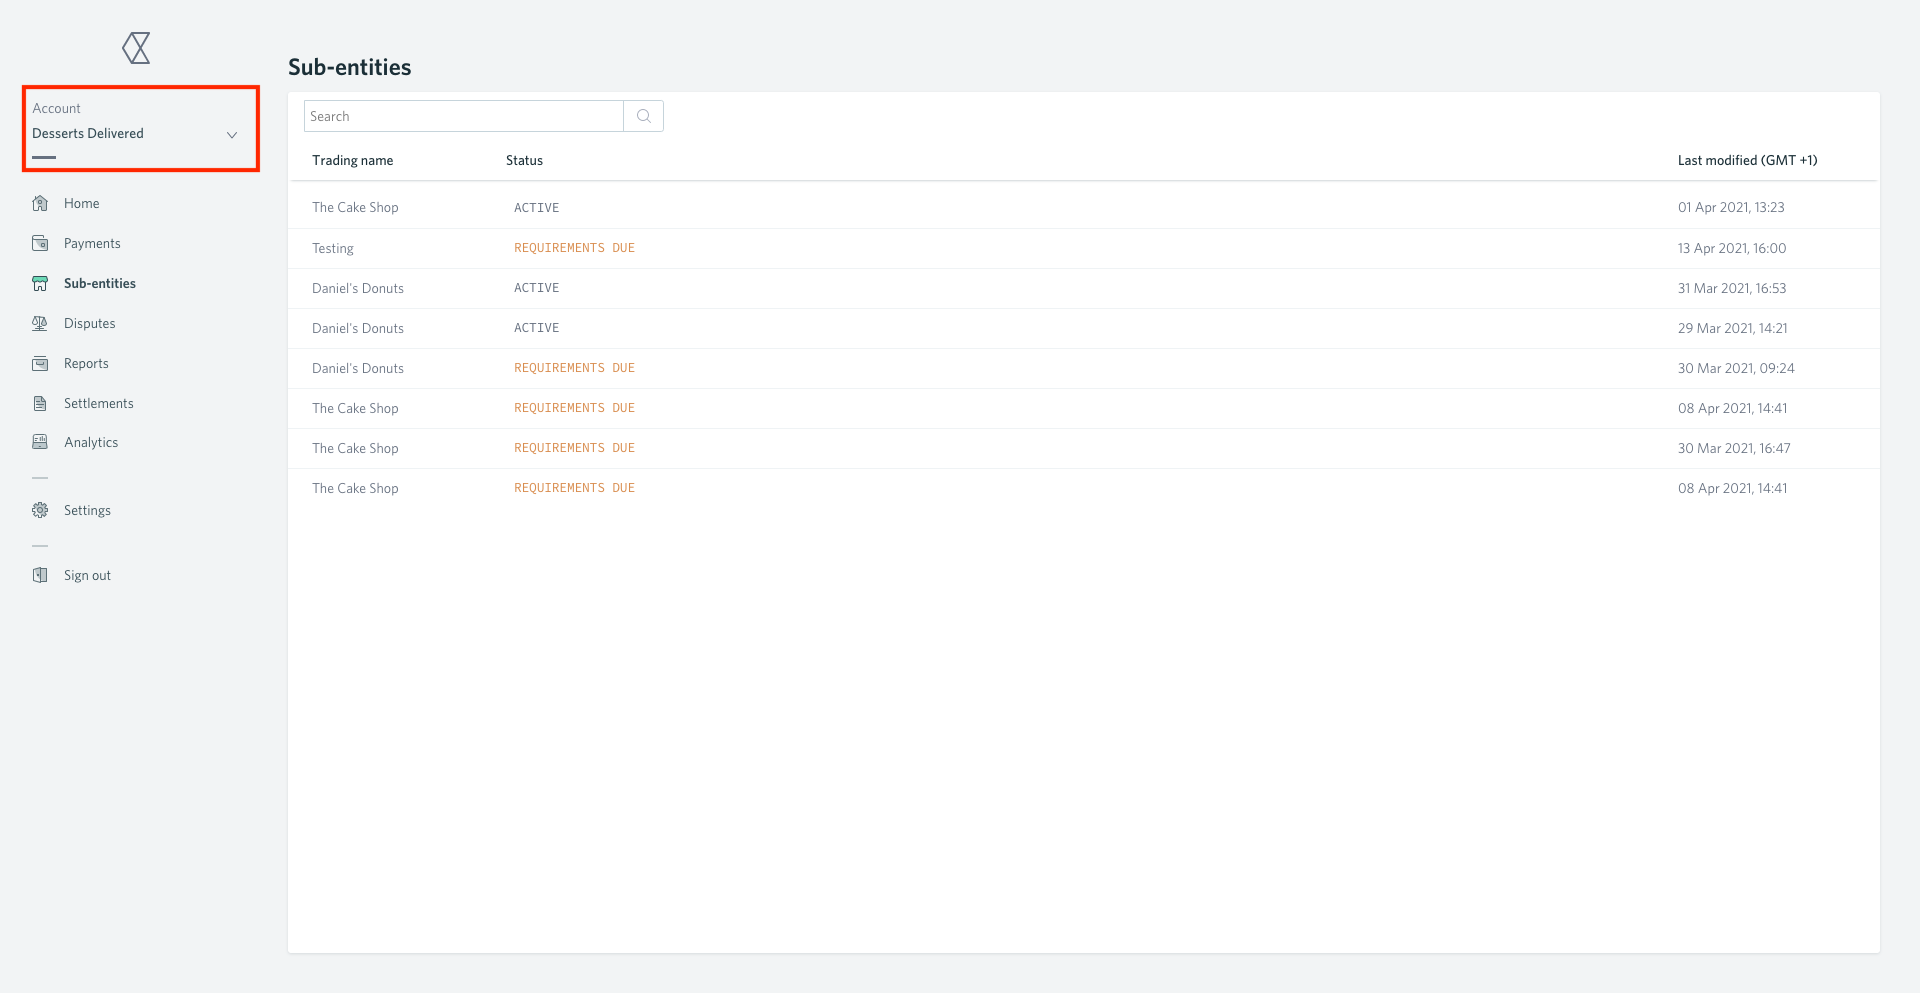 Account
Desserts Delivered
Home
Payments
Sub-entities
Disputes
Reports
Settlements
Analytics
Settings
Sign out
Sub-entities
Search
Trading name Status Last modified (GMT +1)
The Cake Shop ACTIVE 01 Apr 2021, 13:23
Testing REQUIREMENTS DUE 13 Apr 2021, 16:00
Daniel's Donuts ACTIVE 31 Mar 2021, 16:53
Daniel's Donuts ACTIVE 29 Mar 2021, 14:21
Daniel's Donuts REQUIREMENTS DUE 30 Mar 2021, 09:24
The Cake Shop REQUIREMENTS DUE 08 Apr 2021, 14:41
The Cake Shop REQUIREMENTS DUE 30 Mar 2021, 16:47
The Cake Shop REQUIREMENTS DUE 08 Apr 2021, 14:41